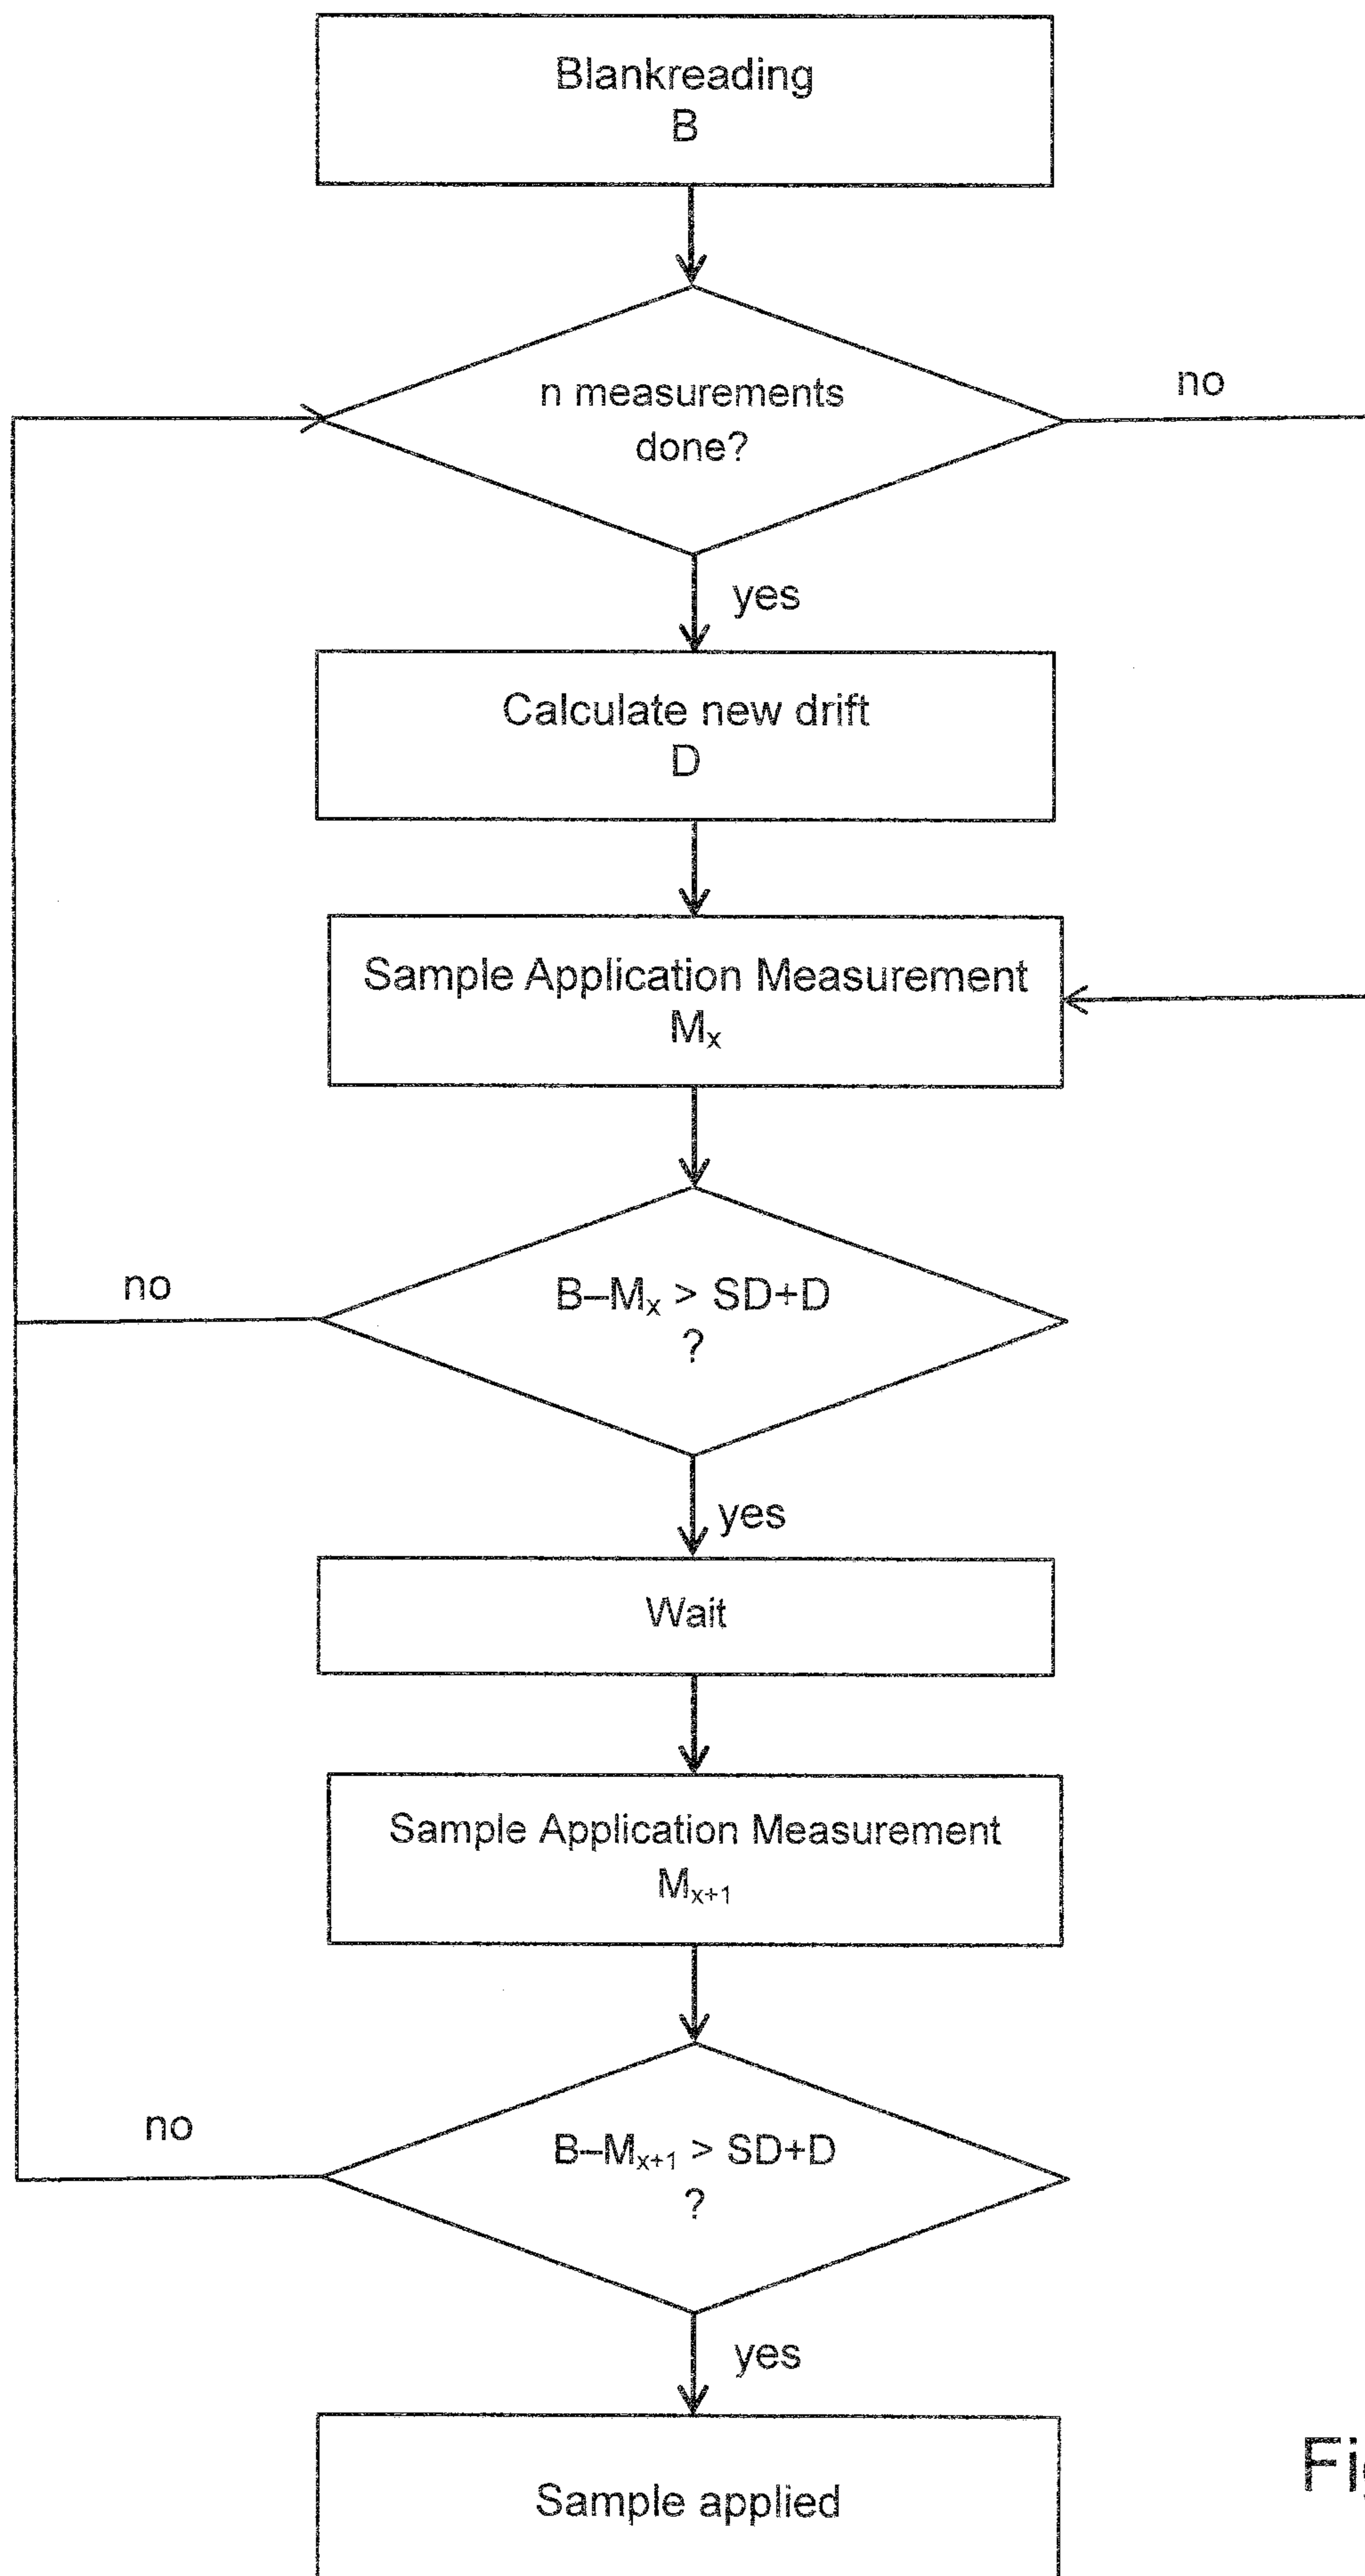 Blankreading
B
n measurements
done?
no
yes
Calculate new drift
D
Sample Application Measurement
Mₓ
B–Mₓ > SD+D
?
no
yes
Wait
Sample Application Measurement
Mₓ₊₁
B–Mₓ₊₁ > SD+D
?
no
yes
Sample applied